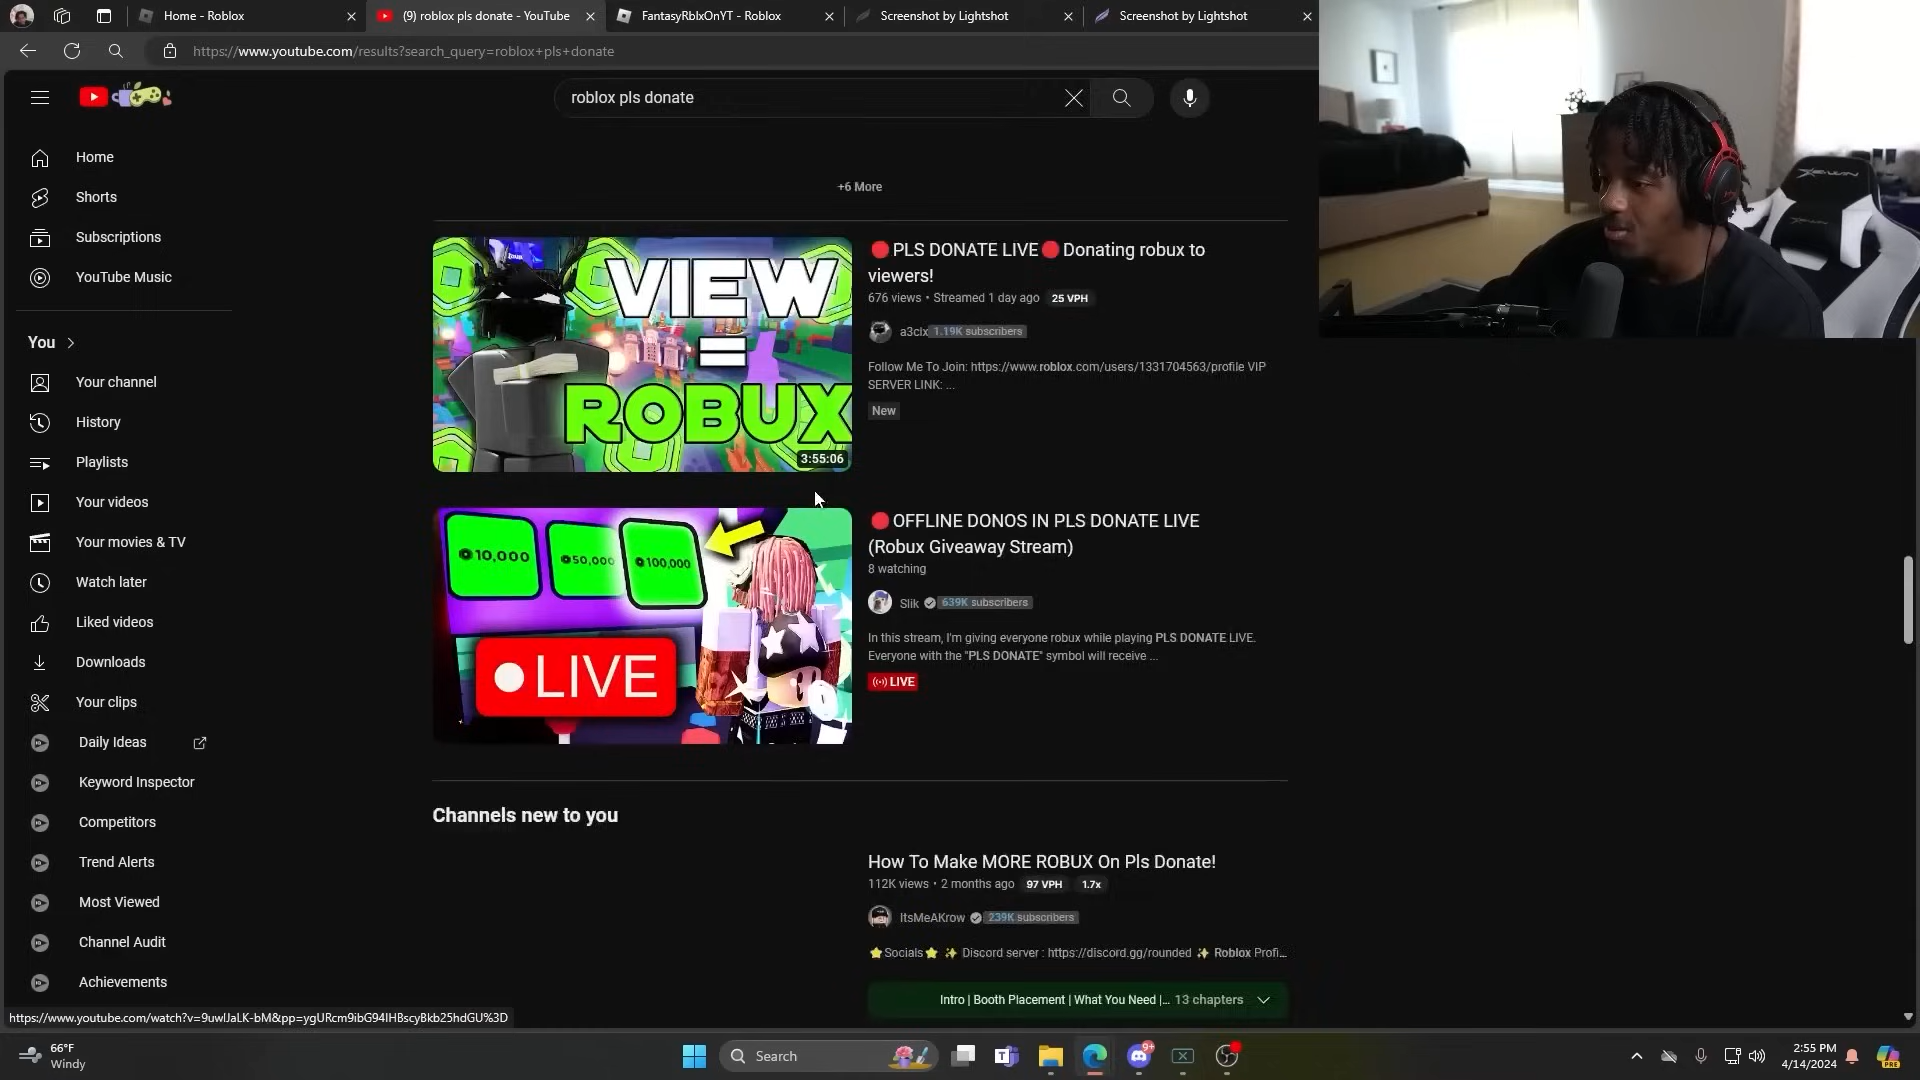 Home - Roblox
(9) roblox pls donate - YouTube
FantasyRblxOnYT - Roblox
Screenshot by Lightshot
Screenshot by Lightshot
https://www.youtube.com/results?search_query=roblox+pls+donate
roblox pls donate
Home
Shorts
Subscriptions
YouTube Music
You
Your channel
History
Playlists
Your videos
Your movies & TV
Watch later
Liked videos
Downloads
Your clips
Daily Ideas
Keyword Inspector
Competitors
Trend Alerts
Most Viewed
Channel Audit
Achievements
+6 More
VIEW
=
ROBUX
3:55:06
🔴PLS DONATE LIVE🔴Donating robux to
viewers!
676 views • Streamed 1 day ago 25 VPH
a3clx 1.19K subscribers
Follow Me To Join: https://www.roblox.com/users/1331704563/profile VIP
SERVER LINK: ...
New
10,000
50,000
100,000
LIVE
🔴OFFLINE DONOS IN PLS DONATE LIVE
(Robux Giveaway Stream)
8 watching
Slik 639K subscribers
In this stream, I'm giving everyone robux while playing PLS DONATE LIVE.
Everyone with the "PLS DONATE" symbol will receive ...
LIVE
Channels new to you
How To Make MORE ROBUX On Pls Donate!
112K views • 2 months ago 97 VPH 1.7x
ItsMeAKrow 239K subscribers
⭐Socials⭐ ✨ Discord server : https://discord.gg/rounded ✨ Roblox Profi...
Intro | Booth Placement | What You Need |... 13 chapters
https://www.youtube.com/watch?v=9uwlJaLK-bM&pp=ygURcm9ibG94IHBscyBkb25hdGU%3D
66°F
Windy
Search
9+
2:55 PM
4/14/2024
PRE